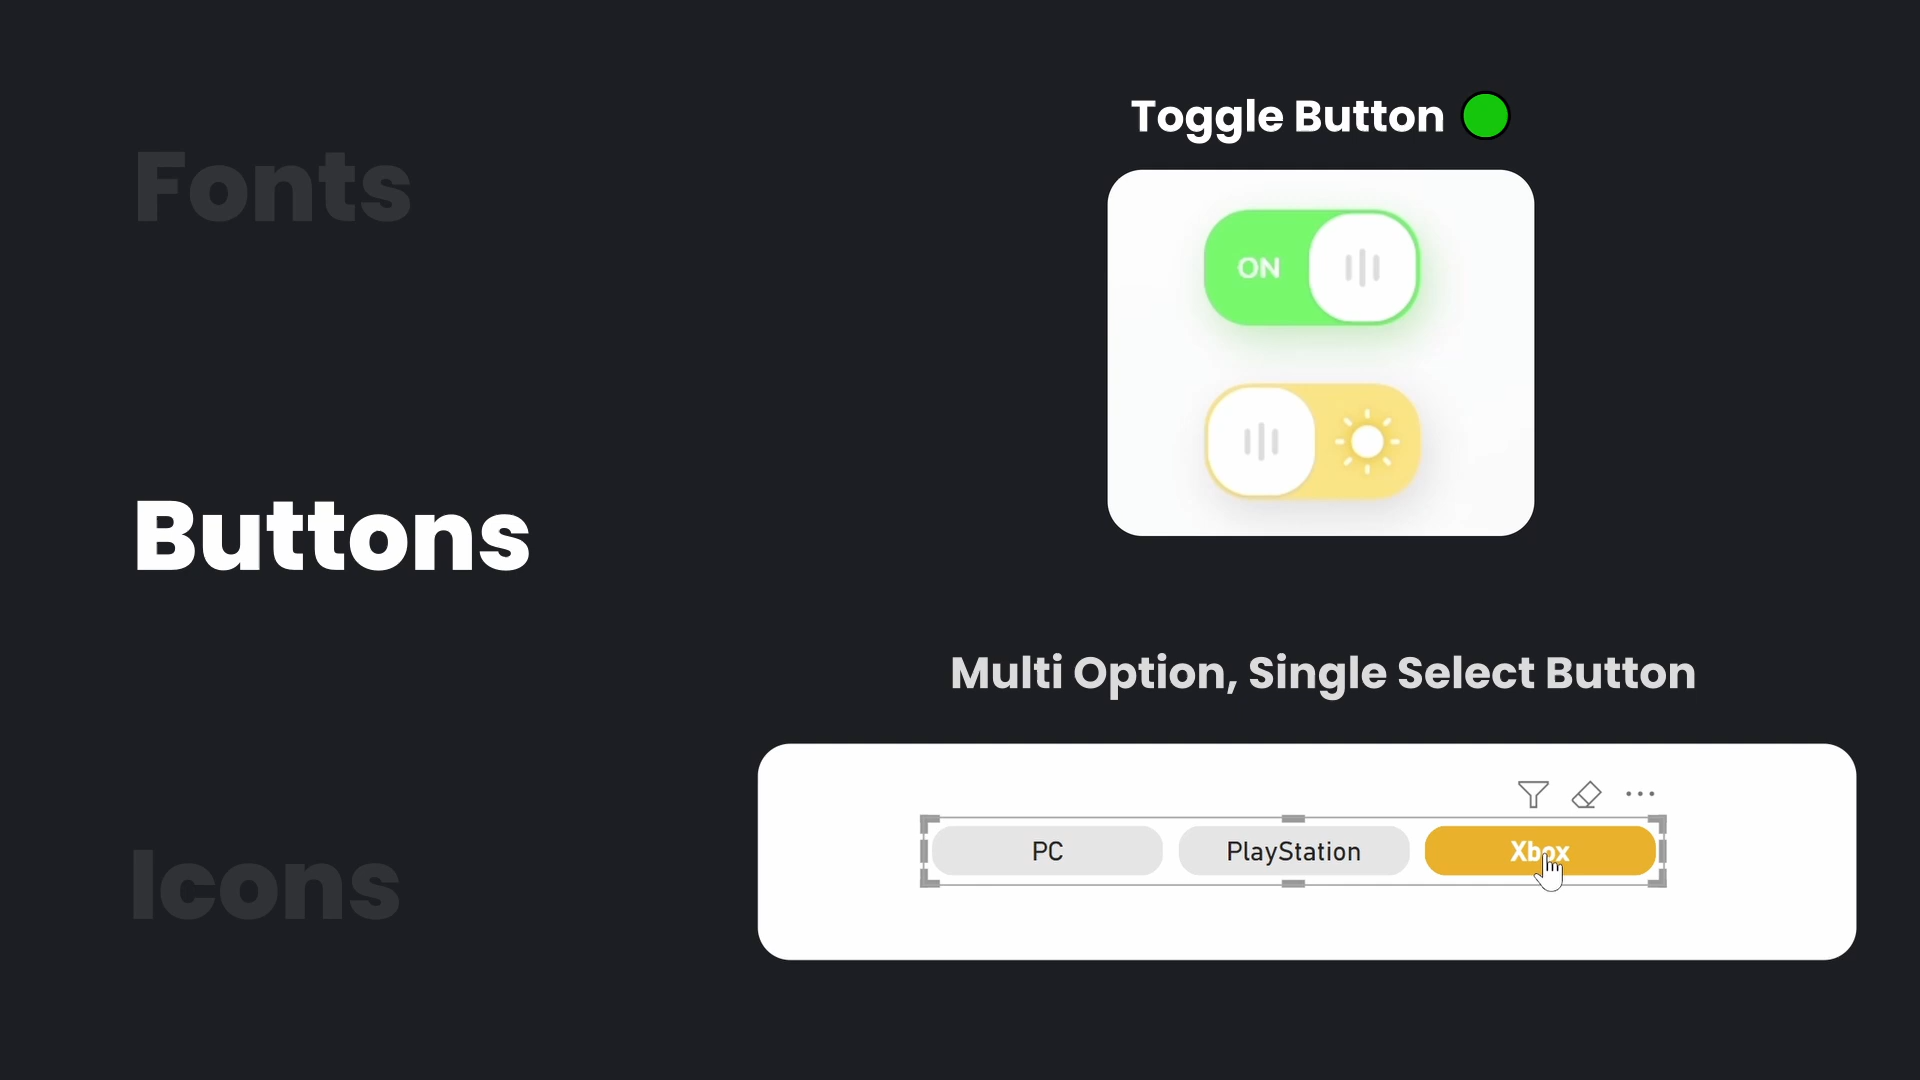 Fonts
Buttons
Icons
Toggle Button
ON
Multi Option, Single Select Button
PC
PlayStation
Xbox